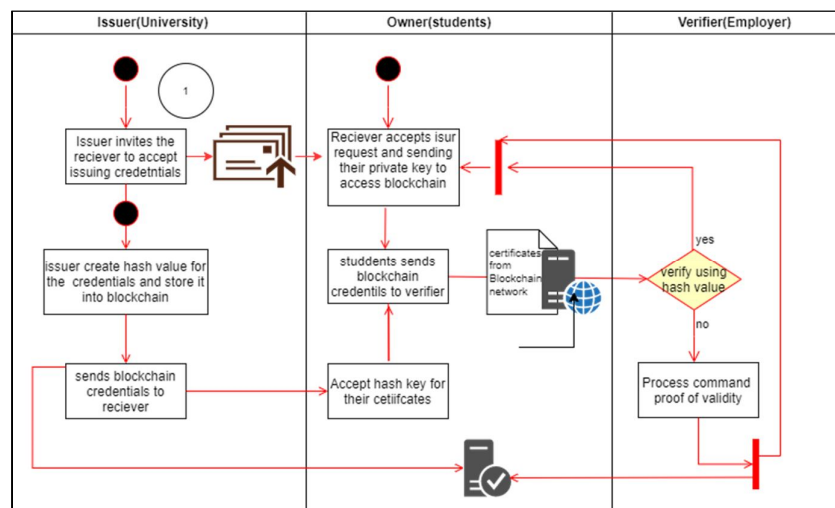 Issuer(University)
Owner(students)
Verifier(Employer)
1
Issuer invites the
reciever to accept
issuing credetntials
Reciever accepts isur
request and sending
their private key to
access blockchain
issuer create hash value for
the credentials and store it
into blockchain
studdents sends
blockchain
credentils to verifier
certificates
from
Blockchain
network
yes
verify using
hash value
no
sends blockchain
credentials to
reciever
Accept hash key for
their cetiifcates
Process command
proof of validity